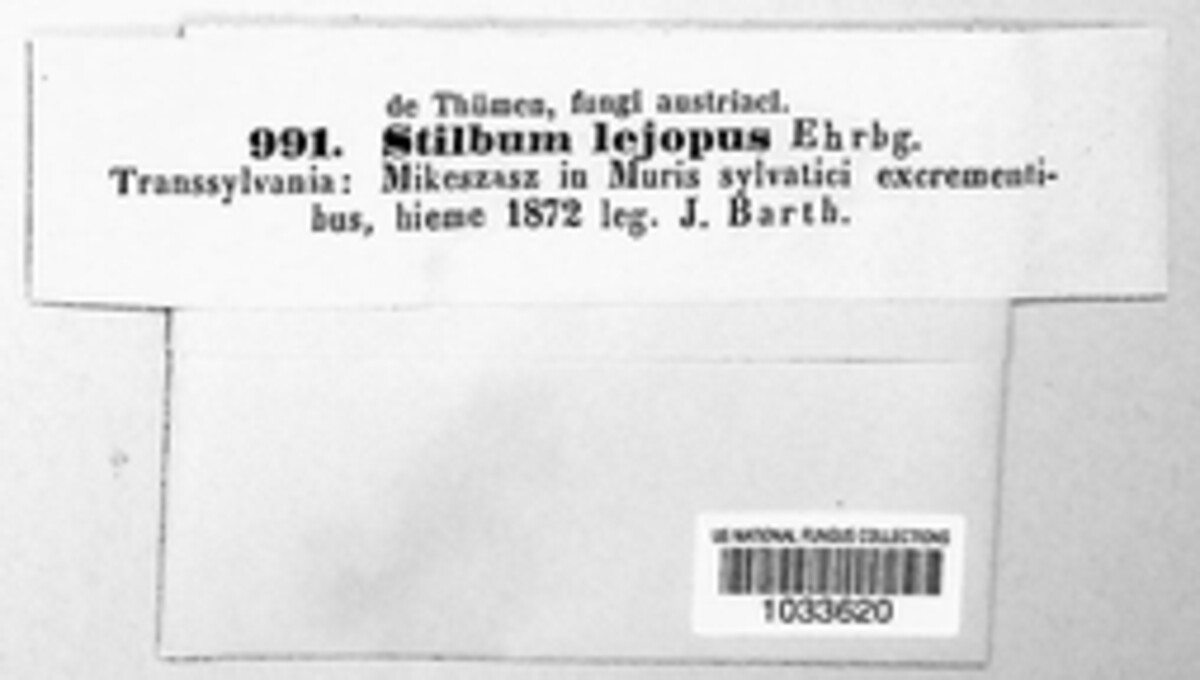 de Thümen, fungi austriaci.
991. Stilbum lejopus Ehrbg.
Transsylvania: Mikeszasz in Muris sylvatici excrementi-
bus, hieme 1872 leg. J. Barth.
US NATIONAL FUNGUS COLLECTIONS
1033620